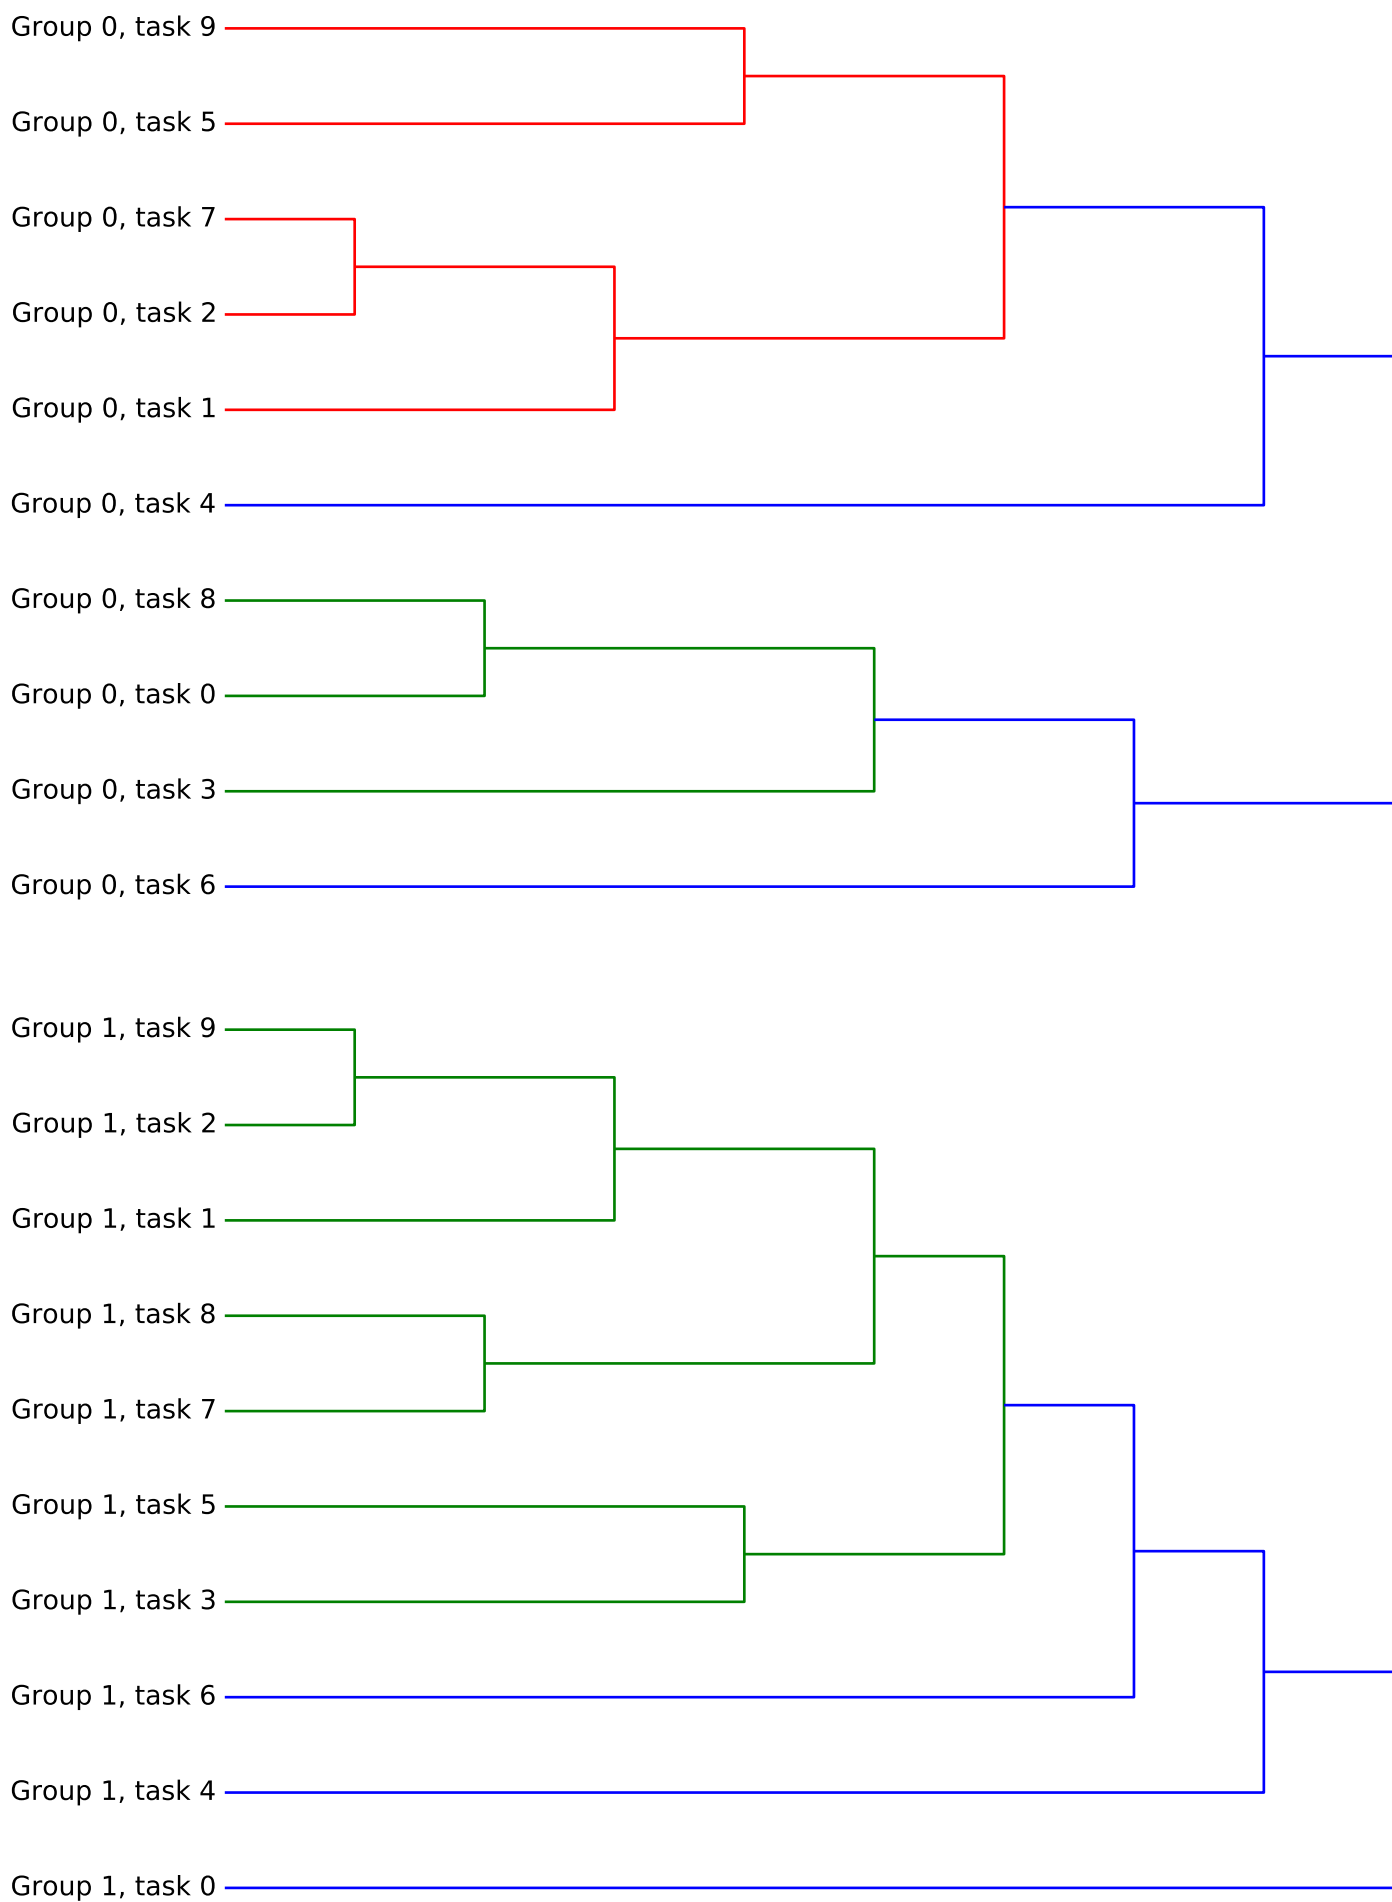 Group 0, task 9
Group 0, task 5
Group 0, task 7
Group 0, task 2
Group 0, task 1
Group 0, task 4
Group 0, task 8
Group 0, task 0
Group 0, task 3
Group 0, task 6
Group 1, task 9
Group 1, task 2
Group 1, task 1
Group 1, task 8
Group 1, task 7
Group 1, task 5
Group 1, task 3
Group 1, task 6
Group 1, task 4
Group 1, task 0